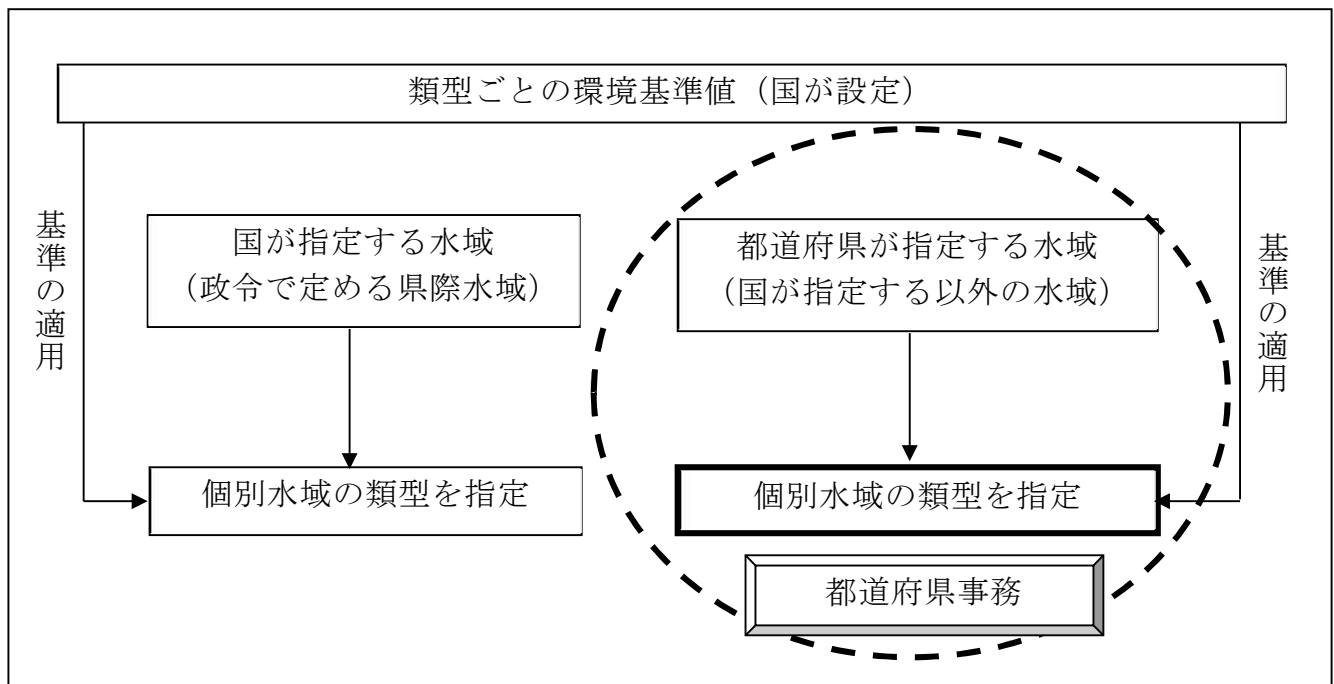 類型ごとの環境基準値（国が設定）
基準の適用
国が指定する水域
（政令で定める県際水域）
都道府県が指定する水域
（国が指定する以外の水域）
基準の適用
個別水域の類型を指定
個別水域の類型を指定
都道府県事務